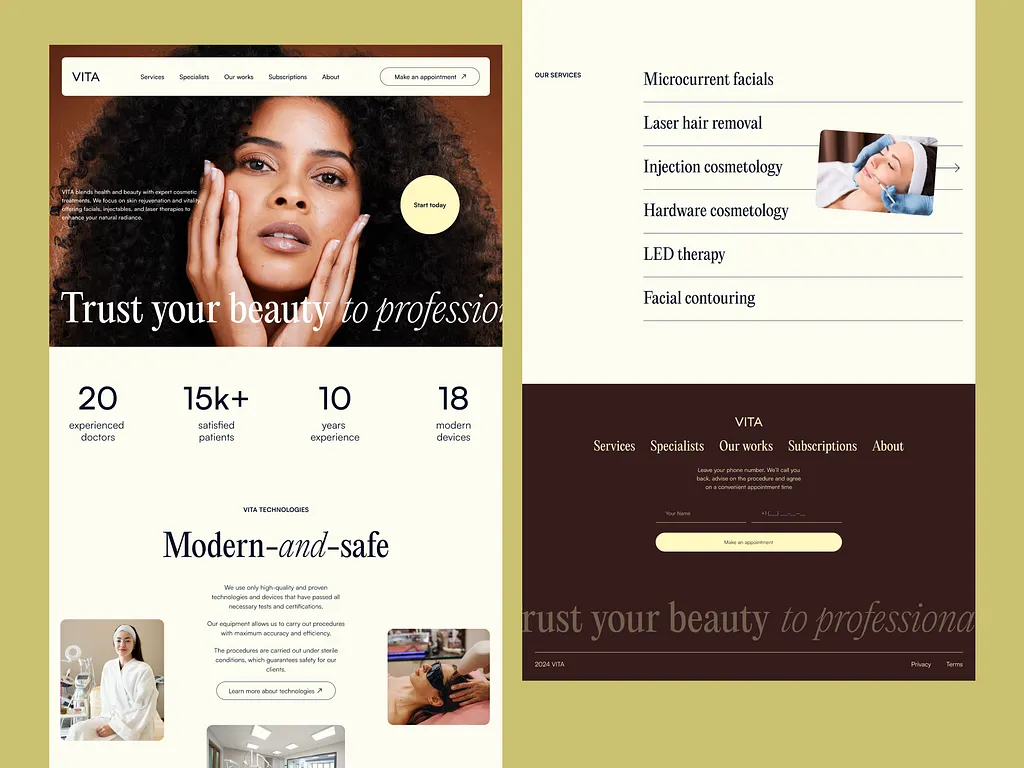 VITA
Services
Specialists
Our works
Subscriptions
About
Make an appointment
VITA blends health and beauty with expert cosmetic
treatments. We focus on skin rejuvenation and vitality,
offering facials, injectables, and laser therapies to
enhance your natural radiance.
Start today
Trust your beauty to profession
20
experienced
doctors
15k+
satisfied
patients
10
years
experience
18
modern
devices
VITA TECHNOLOGIES
Modern-and-safe
We use only high-quality and proven
technologies and devices that have passed all
necessary tests and certifications.
Our equipment allows us to carry out procedures
with maximum accuracy and efficiency.
The procedures are carried out under sterile
conditions, which guarantees safety for our
clients.
Learn more about technologies
OUR SERVICES
Microcurrent facials
Laser hair removal
Injection cosmetology
Hardware cosmetology
LED therapy
Facial contouring
VITA
Services
Specialists
Our works
Subscriptions
About
Leave your phone number. We'll call you
back, advise on the procedure and agree
on a convenient appointment time
Your Name
+1 (___) ___-__-__
Make an appointment
rust your beauty to professiona
2024 VITA
Privacy
Terms